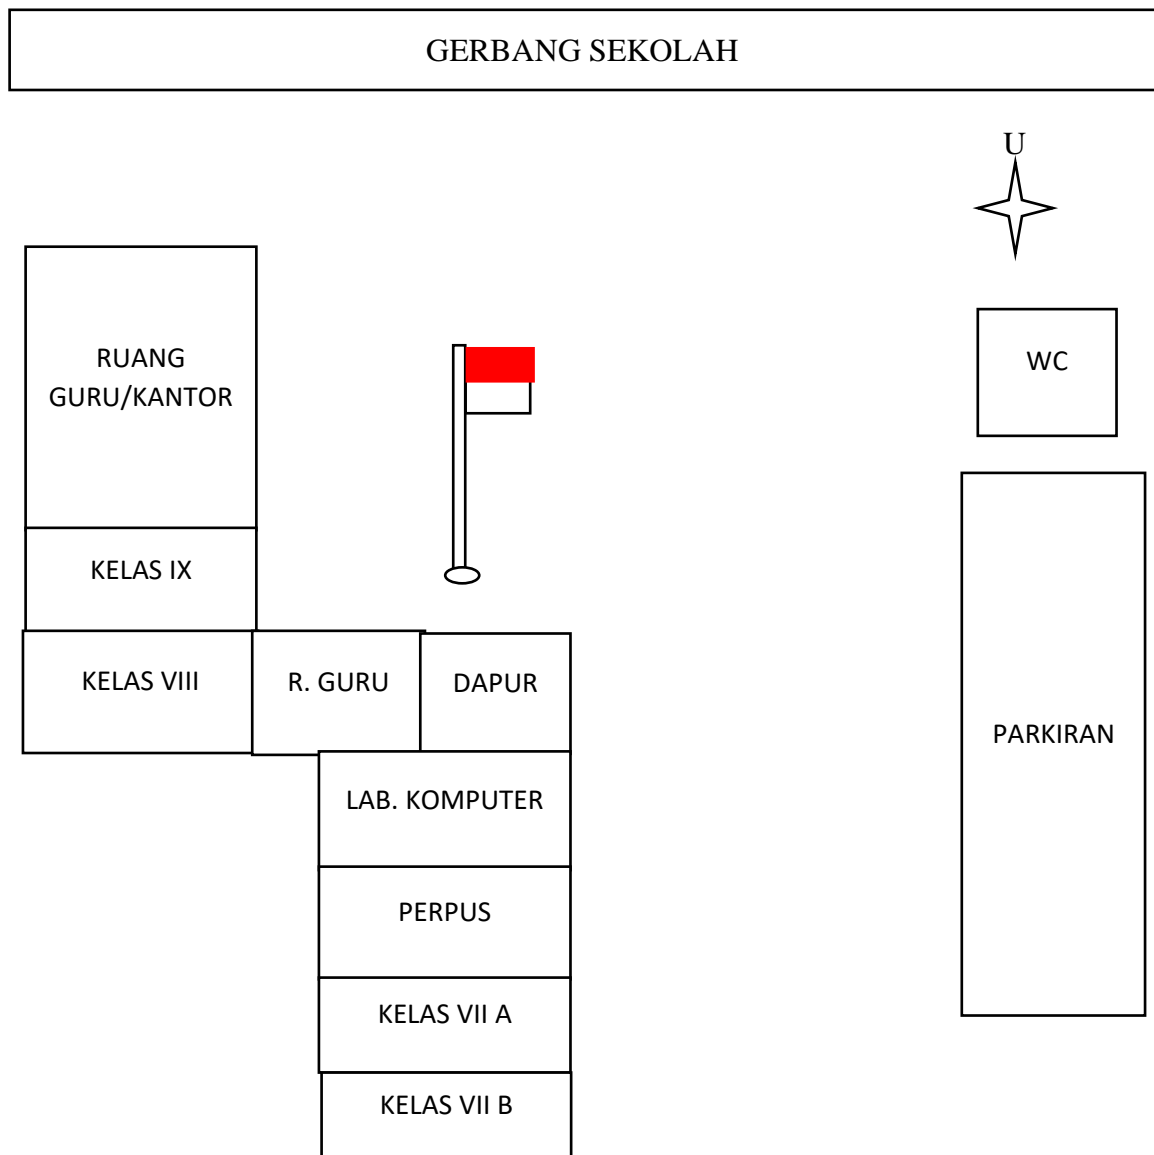 GERBANG SEKOLAH
U
RUANG
GURU/KANTOR
WC
KELAS IX
KELAS VIII
R. GURU
DAPUR
PARKIRAN
LAB. KOMPUTER
PERPUS
KELAS VII A
KELAS VII B